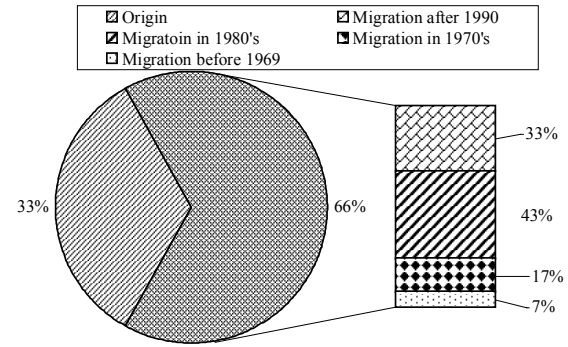 Origin
Migration after 1990
Migratoin in 1980's
Migration in 1970's
Migration before 1969
33%
66%
33%
43%
17%
7%